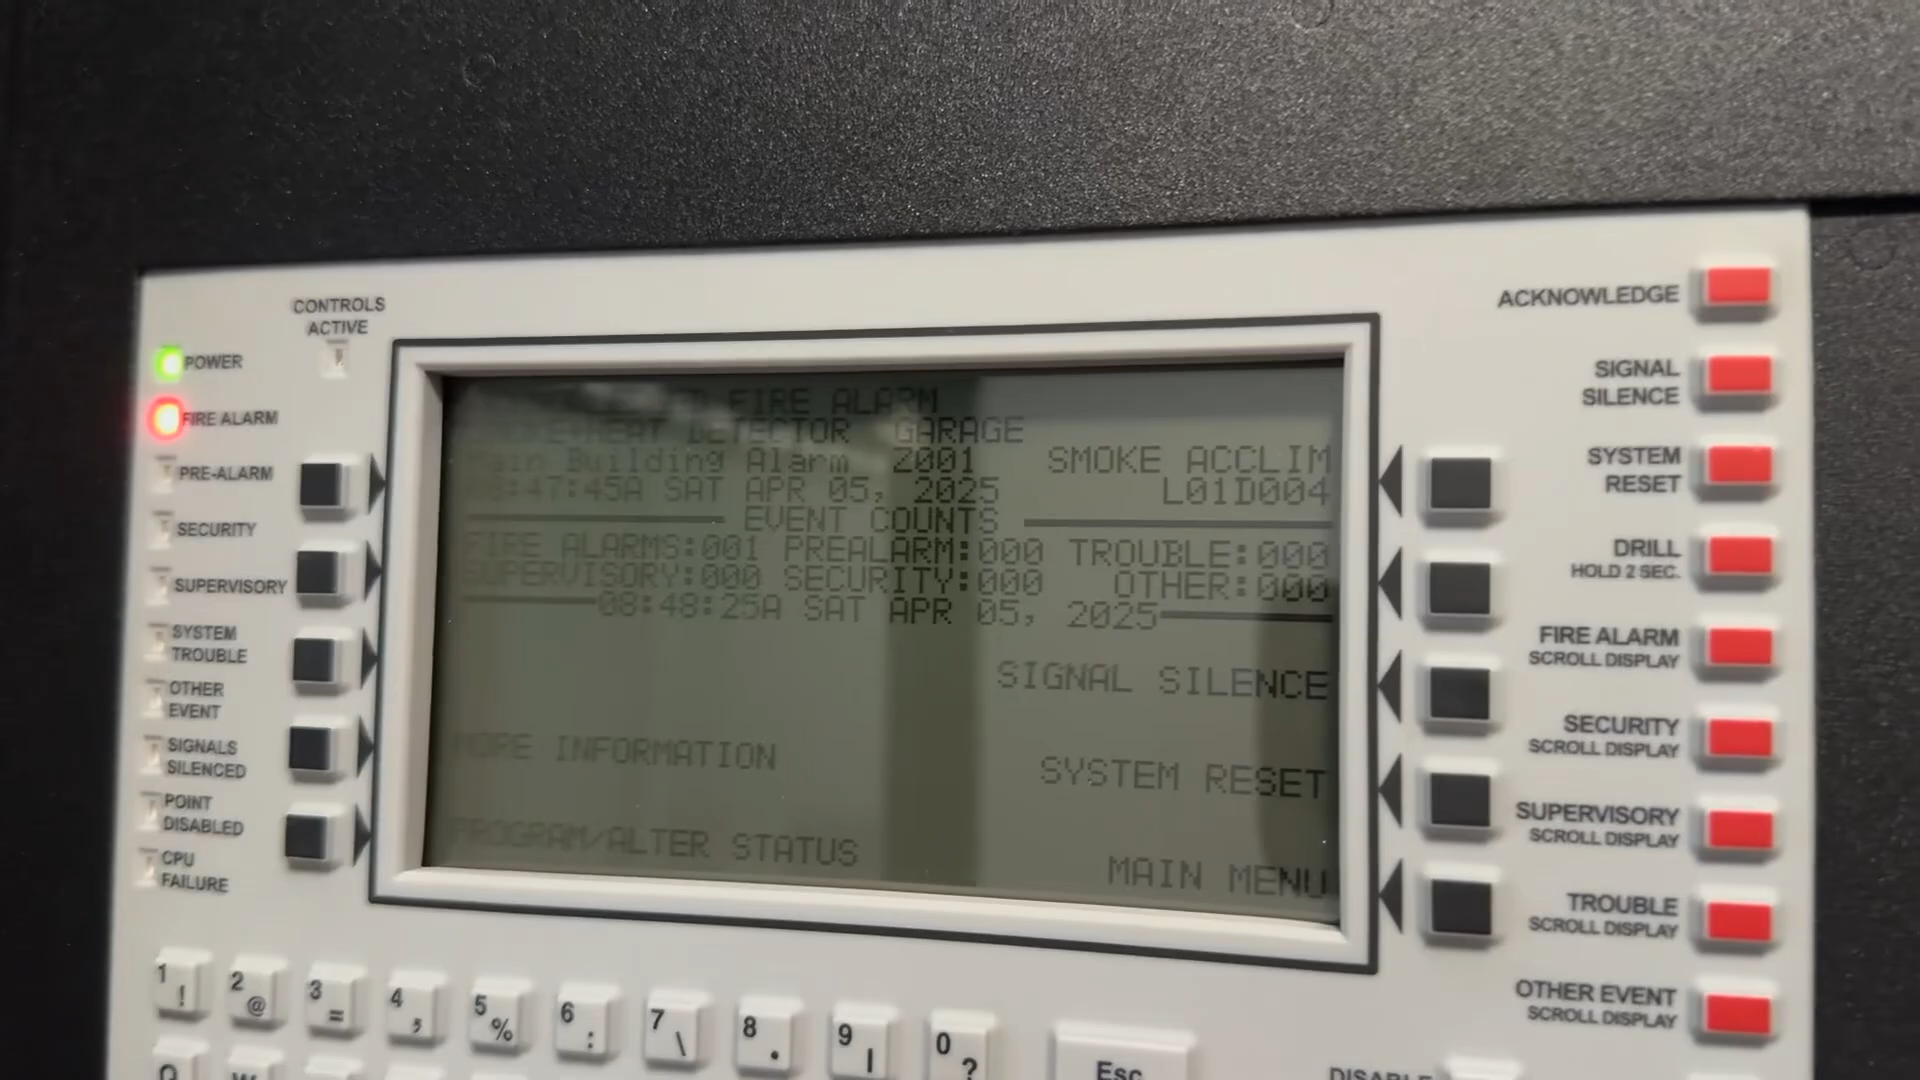 CONTROLS
ACTIVE
POWER
FIRE ALARM
PRE-ALARM
SECURITY
SUPERVISORY
SYSTEM
TROUBLE
OTHER
EVENT
SIGNALS
SILENCED
POINT
DISABLED
CPU
FAILURE
FIRE ALARM
DETECTOR GARAGE
Main Building Alarm Z001 SMOKE ACCLIM
:47:45A SAT APR 05, 2025 L01D004
EVENT COUNTS
FIRE ALARMS:001 PREALARM:000 TROUBLE:000
SUPERVISORY:000 SECURITY:000 OTHER:000
08:48:25A SAT APR 05, 2025
SIGNAL SILENCE
MORE INFORMATION
SYSTEM RESET
PROGRAM/ALTER STATUS
MAIN MENU
ACKNOWLEDGE
SIGNAL
SILENCE
SYSTEM
RESET
DRILL
HOLD 2 SEC.
FIRE ALARM
SCROLL DISPLAY
SECURITY
SCROLL DISPLAY
SUPERVISORY
SCROLL DISPLAY
TROUBLE
SCROLL DISPLAY
OTHER EVENT
SCROLL DISPLAY
1 ! 2 @ 3 = 4 ; 5 % 6 : 7 \ 8 . 9 | 0 ?
Esc